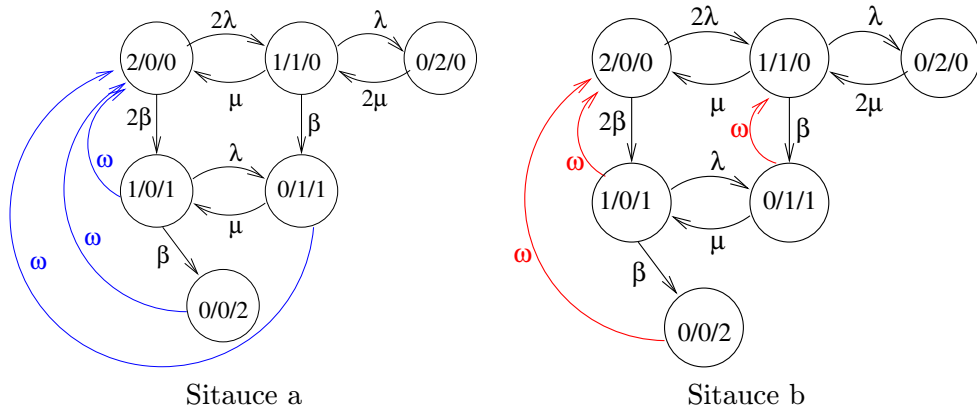 2λ
λ
2/0/0
1/1/0
0/2/0
μ
2μ
2β
β
ω
λ
1/0/1
0/1/1
μ
ω
β
ω
0/0/2
Sitauce a
2λ
λ
2/0/0
1/1/0
0/2/0
μ
2μ
2β
β
ω
ω
λ
1/0/1
0/1/1
μ
ω
β
0/0/2
Sitauce b